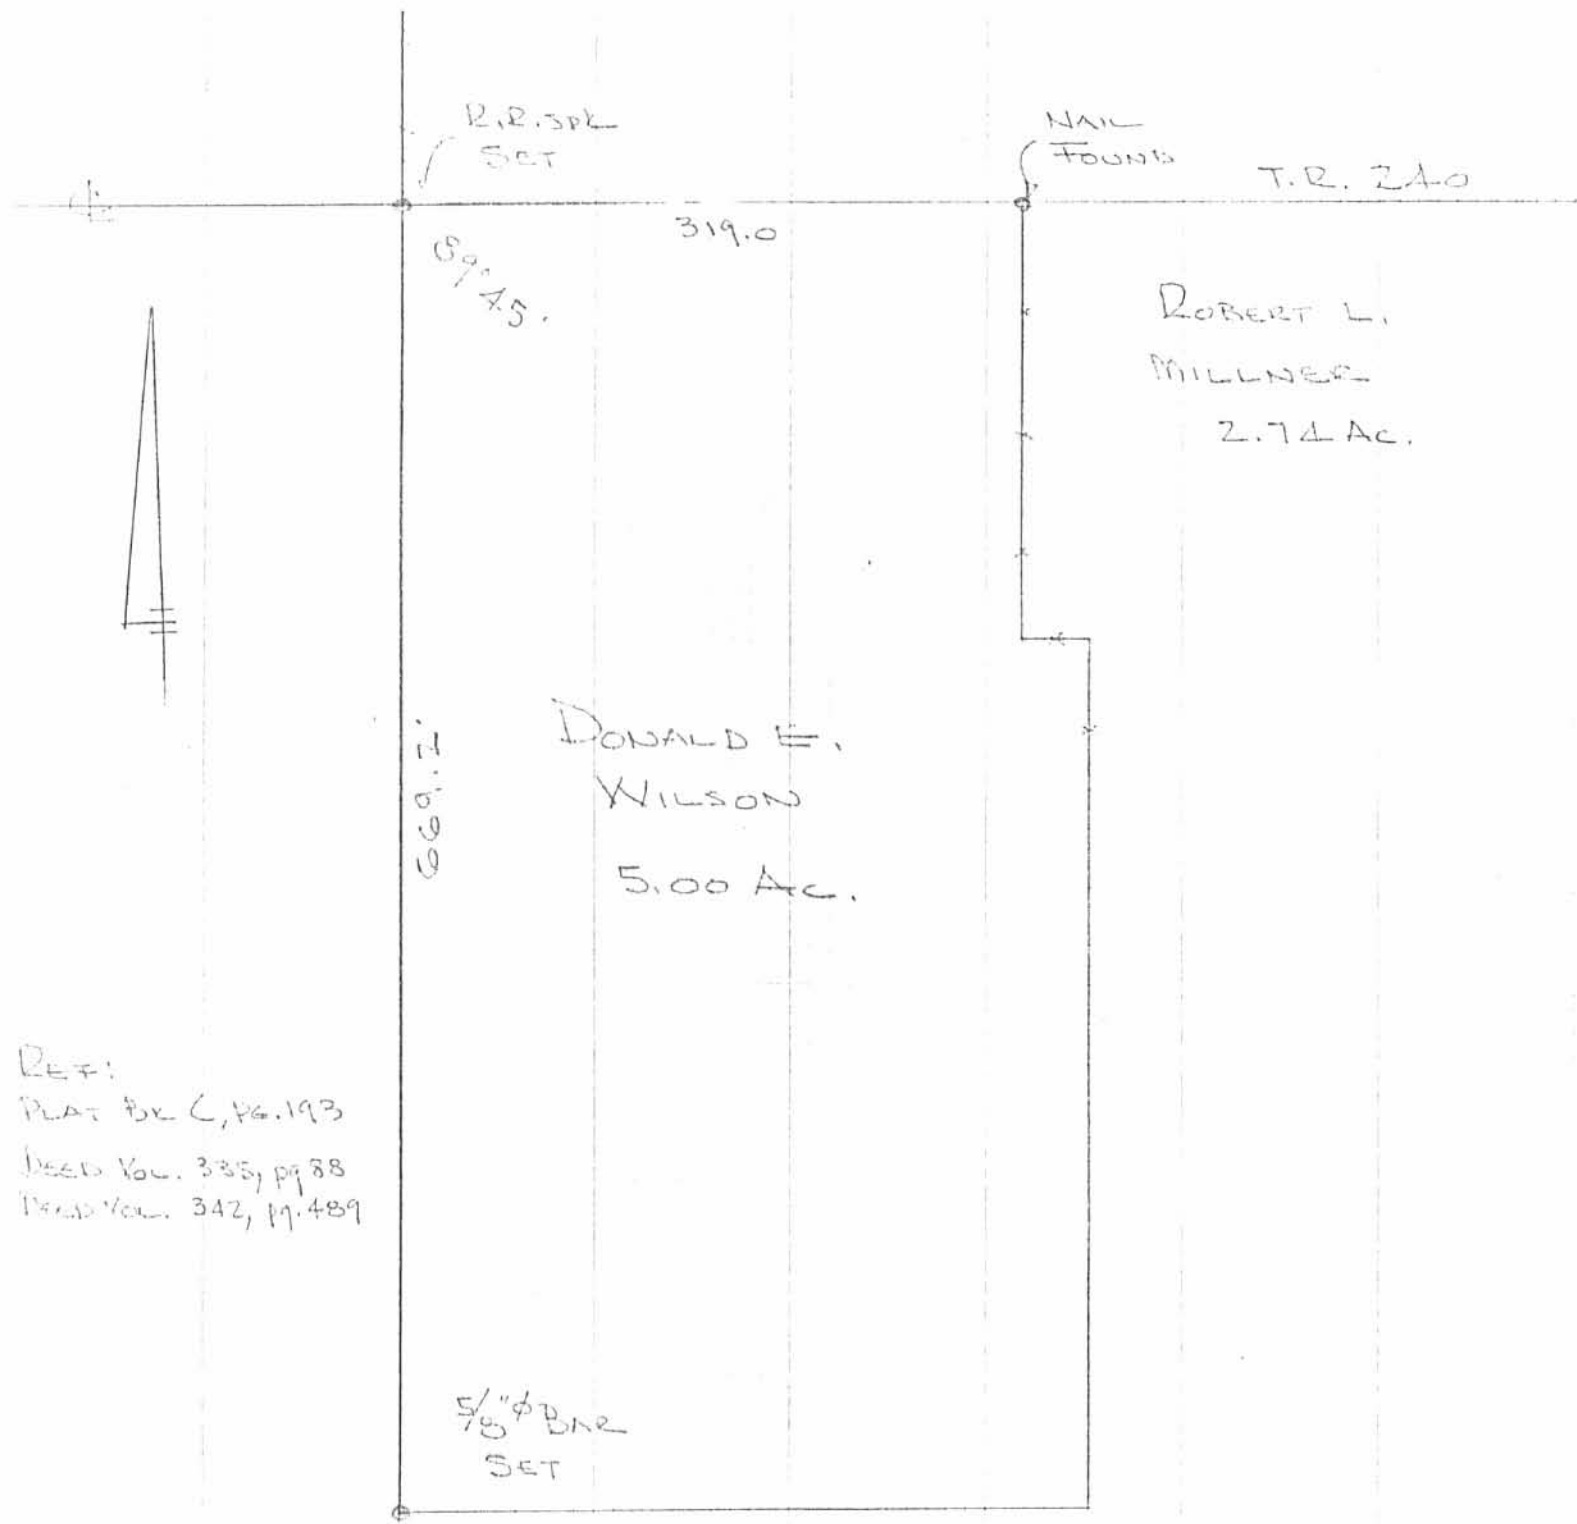 R.R. SPK
SET
NAIL
FOUND
T.R. 240
319.0
89°45'
ROBERT L.
MILLNER
2.74 AC.
669.2'
DONALD E.
WILSON
5.00 AC.
REF:
PLAT BK C, PG. 193
DEED VOL. 335, pg 88
DEED VOL. 342, pg. 489
5/8"ϕ BAR
SET